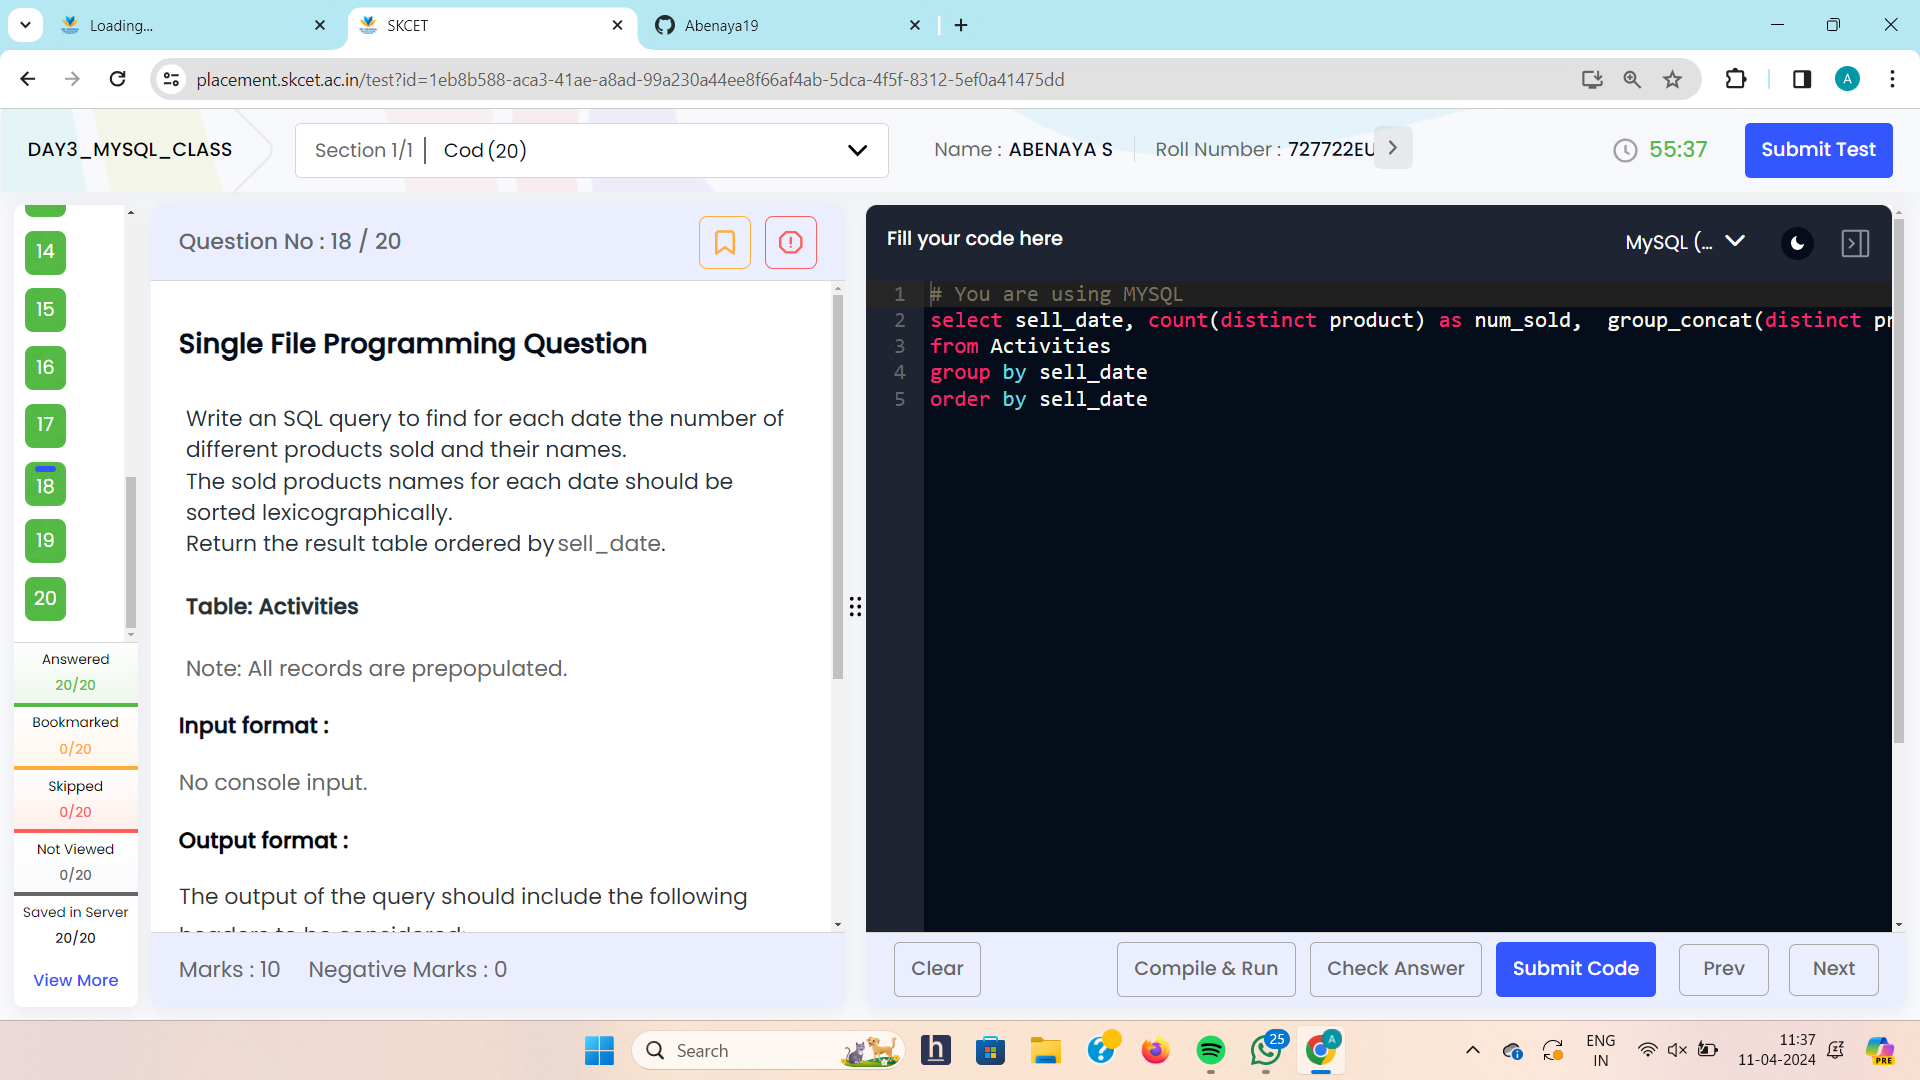 Loading...
SKCET
Abenaya19
placement.skcet.ac.in/test?id=1eb8b588-aca3-41ae-a8ad-99a230a44ee8f66af4ab-5dca-4f5f-8312-5ef0a41475dd
A
DAY3_MYSQL_CLASS
Section 1/1 | Cod (20)
Name : ABENAYA S
Roll Number : 727722EU
55:37
Submit Test
14
15
16
17
18
19
20
Answered
20/20
Bookmarked
0/20
Skipped
0/20
Not Viewed
0/20
Saved in Server
20/20
View More
Question No : 18 / 20
Single File Programming Question
Write an SQL query to find for each date the number of
different products sold and their names.
The sold products names for each date should be
sorted lexicographically.
Return the result table ordered by sell_date.
Table: Activities
Note: All records are prepopulated.
Input format :
No console input.
Output format :
The output of the query should include the following
headers to be considered:
Marks : 10 Negative Marks : 0
Fill your code here
MySQL (...
1 # You are using MYSQL
2 select sell_date, count(distinct product) as num_sold,  group_concat(distinct pr
3 from Activities
4 group by sell_date
5 order by sell_date
Clear
Compile & Run
Check Answer
Submit Code
Prev
Next
Search
h
25
A
ENG
IN
11:37
11-04-2024
PRE